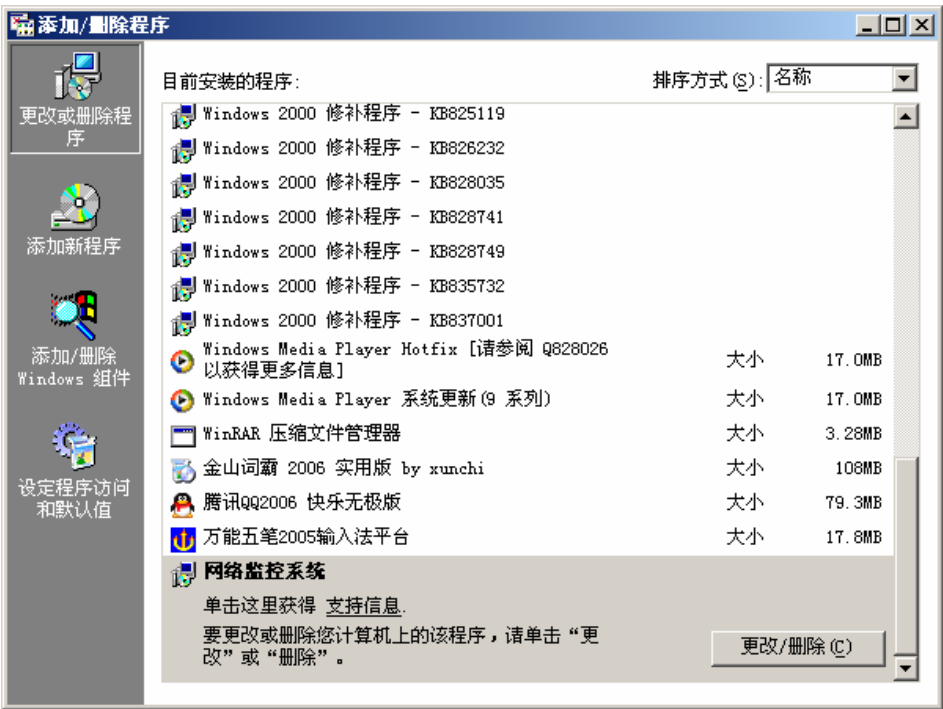 添加/删除程序
更改或删除程
序
添加新程序
添加/删除
Windows 组件
设定程序访问
和默认值
目前安装的程序:
排序方式(S): 名称
Windows 2000 修补程序 - KB825119
Windows 2000 修补程序 - KB826232
Windows 2000 修补程序 - KB828035
Windows 2000 修补程序 - KB828741
Windows 2000 修补程序 - KB828749
Windows 2000 修补程序 - KB835732
Windows 2000 修补程序 - KB837001
Windows Media Player Hotfix [请参阅 Q828026
以获得更多信息] 大小 17.0MB
Windows Media Player 系统更新(9 系列) 大小 17.0MB
WinRAR 压缩文件管理器 大小 3.28MB
金山词霸 2006 实用版 by xunchi 大小 108MB
腾讯QQ2006 快乐无极版 大小 79.3MB
万能五笔2005输入法平台 大小 17.8MB
网络监控系统
单击这里获得 支持信息.
要更改或删除您计算机上的该程序，请单击“更
改”或“删除”。
更改/删除(C)